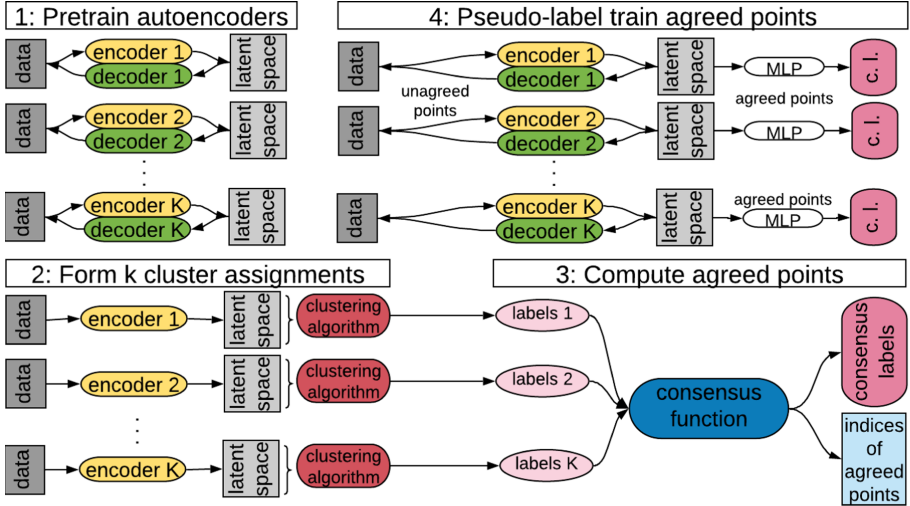 1: Pretrain autoencoders
data
encoder 1
decoder 1
latent
space
data
encoder 2
decoder 2
latent
space
data
encoder K
decoder K
latent
space
4: Pseudo-label train agreed points
data
unagreed
points
encoder 1
decoder 1
latent
space
MLP
c. l.
agreed points
data
encoder 2
decoder 2
latent
space
MLP
c. l.
data
encoder K
decoder K
latent
space
agreed points
MLP
c. l.
2: Form k cluster assignments
data
encoder 1
latent
space
clustering
algorithm
data
encoder 2
latent
space
clustering
algorithm
data
encoder K
latent
space
clustering
algorithm
3: Compute agreed points
labels 1
labels 2
labels K
consensus
function
consensus
labels
indices
of
agreed
points